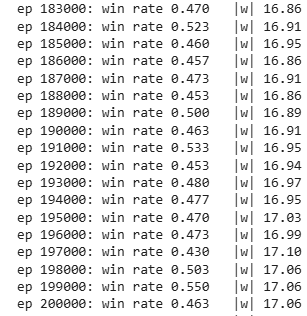 ep 183000: win rate 0.470 |w| 16.86
ep 184000: win rate 0.523 |w| 16.91
ep 185000: win rate 0.460 |w| 16.95
ep 186000: win rate 0.457 |w| 16.86
ep 187000: win rate 0.473 |w| 16.91
ep 188000: win rate 0.453 |w| 16.86
ep 189000: win rate 0.500 |w| 16.89
ep 190000: win rate 0.463 |w| 16.91
ep 191000: win rate 0.533 |w| 16.95
ep 192000: win rate 0.453 |w| 16.94
ep 193000: win rate 0.480 |w| 16.97
ep 194000: win rate 0.477 |w| 16.95
ep 195000: win rate 0.470 |w| 17.03
ep 196000: win rate 0.473 |w| 16.99
ep 197000: win rate 0.430 |w| 17.10
ep 198000: win rate 0.503 |w| 17.06
ep 199000: win rate 0.550 |w| 17.06
ep 200000: win rate 0.463 |w| 17.06